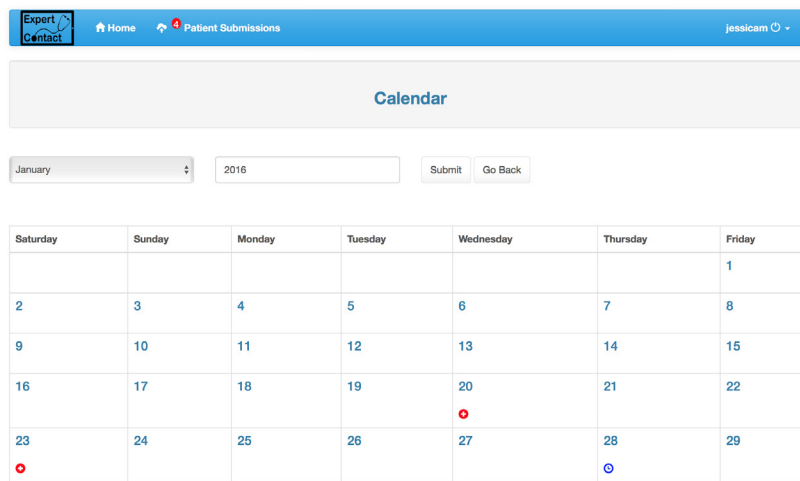 Expert
Contact
Home 4 Patient Submissions jessicam
Calendar
January 2016 Submit Go Back
Saturday Sunday Monday Tuesday Wednesday Thursday Friday
1
2 3 4 5 6 7 8
9 10 11 12 13 14 15
16 17 18 19 20 21 22
23 24 25 26 27 28 29